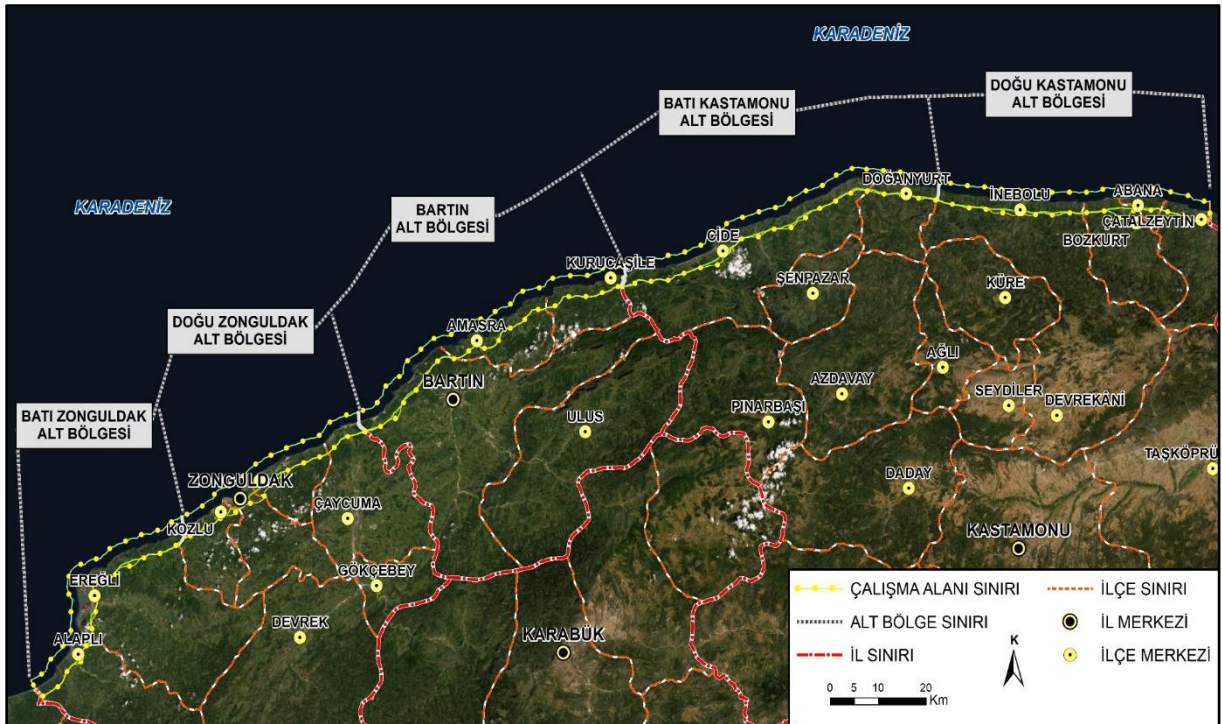 KARADENİZ
DOĞU KASTAMONU
ALT BÖLGESİ
BATI KASTAMONU
ALT BÖLGESİ
KARADENİZ
BARTIN
ALT BÖLGESİ
DOĞU ZONGULDAK
ALT BÖLGESİ
BATI ZONGULDAK
ALT BÖLGESİ
DOĞANYURT
İNEBOLU
ABANA
ÇATALZEYTİN
BOZKURT
CİDE
KURUCAŞİLE
ŞENPAZAR
KÜRE
AMASRA
AĞLI
BARTIN
AZDAVAY
SEYDİLER
DEVREKÂNİ
PINARBAŞI
ULUS
TAŞKÖPRÜ
ZONGULDAK
DADAY
KOZLU
ÇAYCUMA
KASTAMONU
EREĞLİ
GÖKÇEBEY
DEVREK
KARABÜK
ALAPLI
ÇALIŞMA ALANI SINIRI
İLÇE SINIRI
ALT BÖLGE SINIRI
İL MERKEZİ
İL SINIRI
İLÇE MERKEZİ
K
0 5 10 20
Km